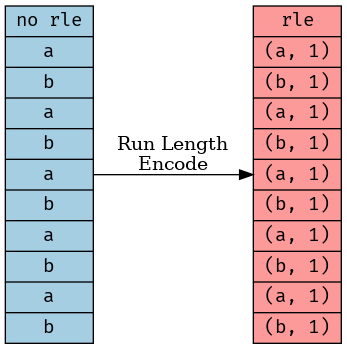 no rle
a
b
a
b
a
b
a
b
a
b
Run Length
Encode
rle
(a, 1)
(b, 1)
(a, 1)
(b, 1)
(a, 1)
(b, 1)
(a, 1)
(b, 1)
(a, 1)
(b, 1)